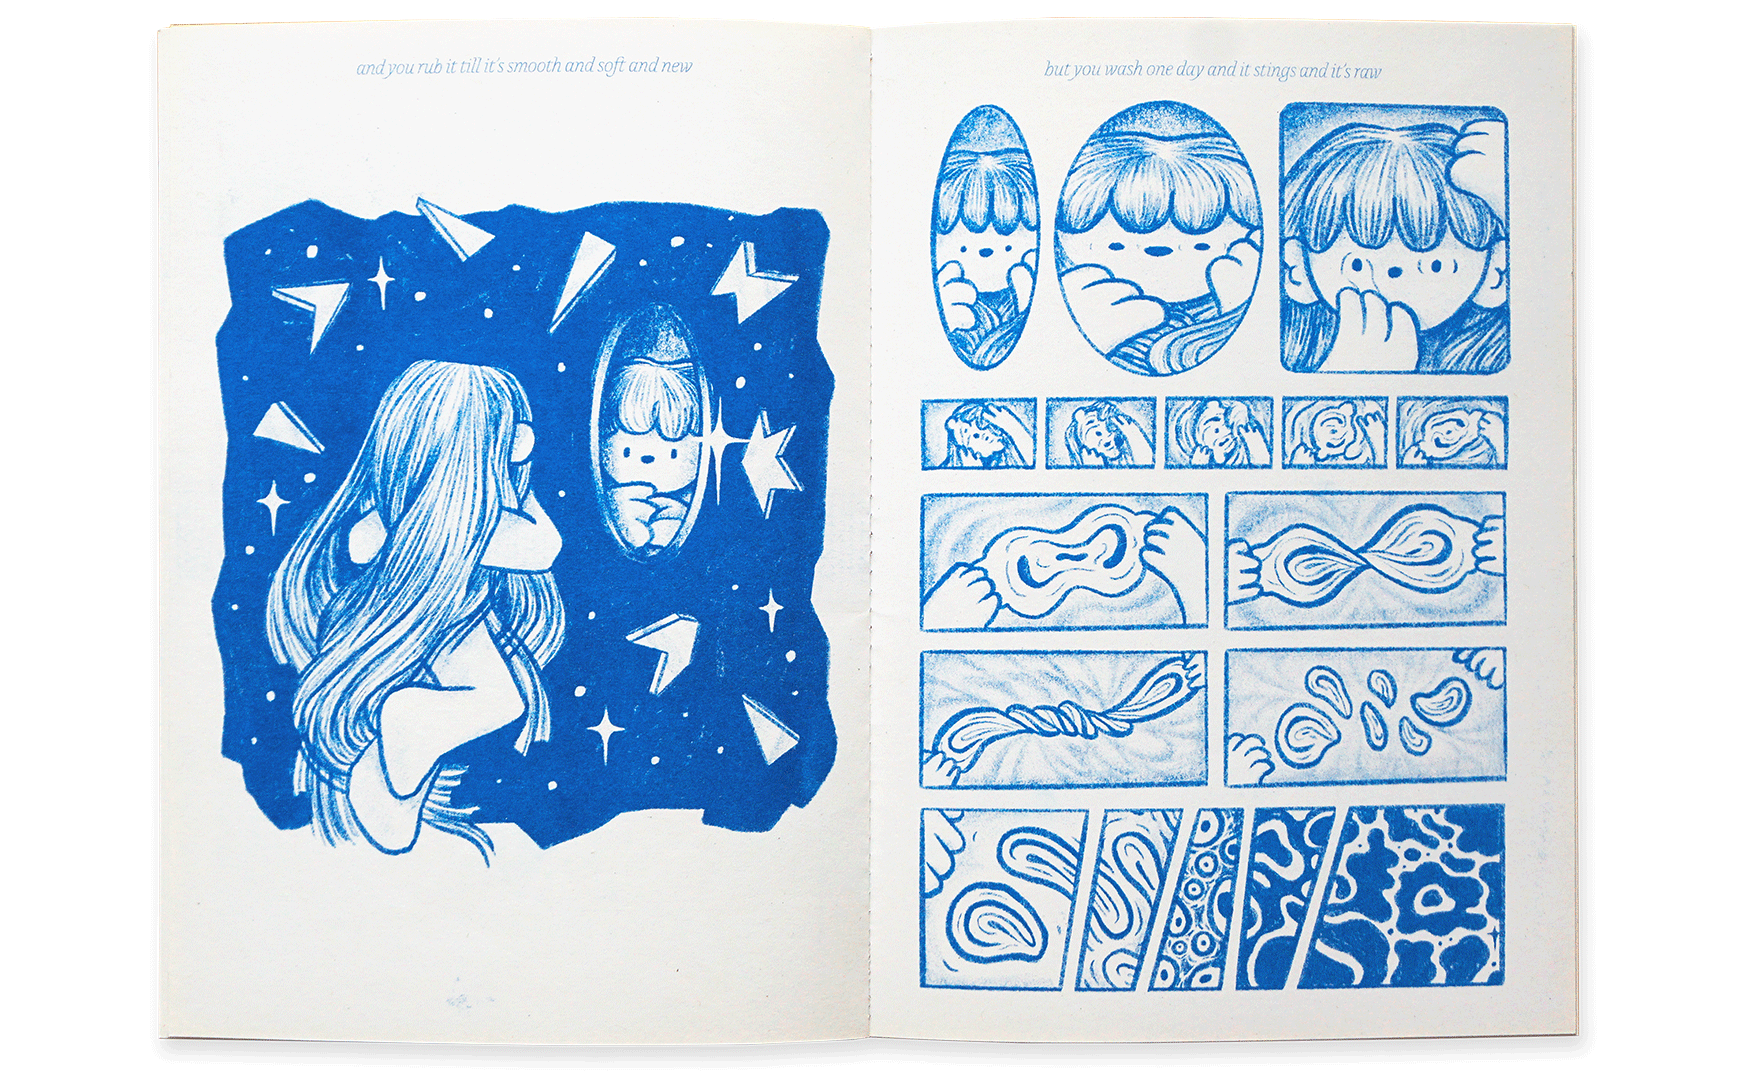 and you rub it till it's smooth and soft and new
but you wash one day and it stings and it's raw